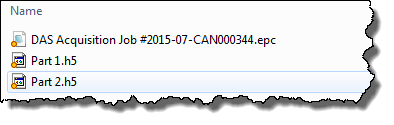 Name
DAS Acquisition Job #2015-07-CAN000344.epc
Part 1.h5
Part 2.h5